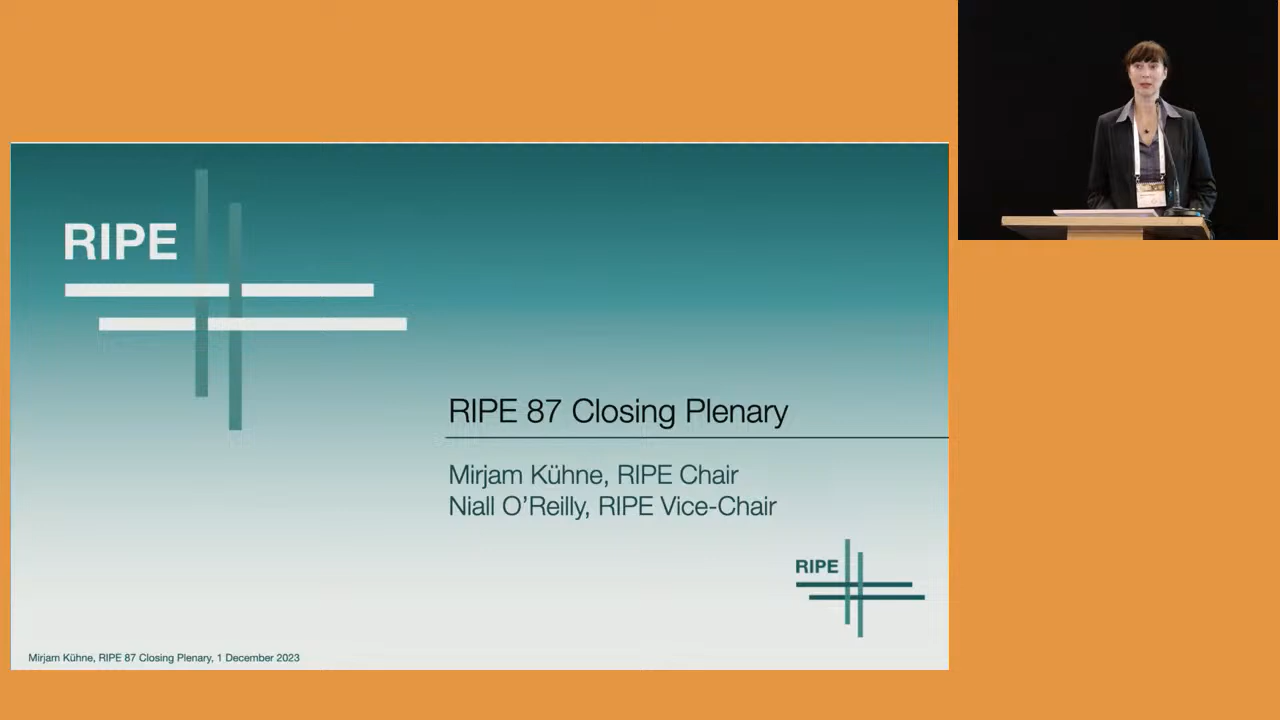 RIPE
RIPE 87 Closing Plenary
Mirjam Kühne, RIPE Chair
Niall O'Reilly, RIPE Vice-Chair
RIPE
Mirjam Kühne, RIPE 87 Closing Plenary, 1 December 2023